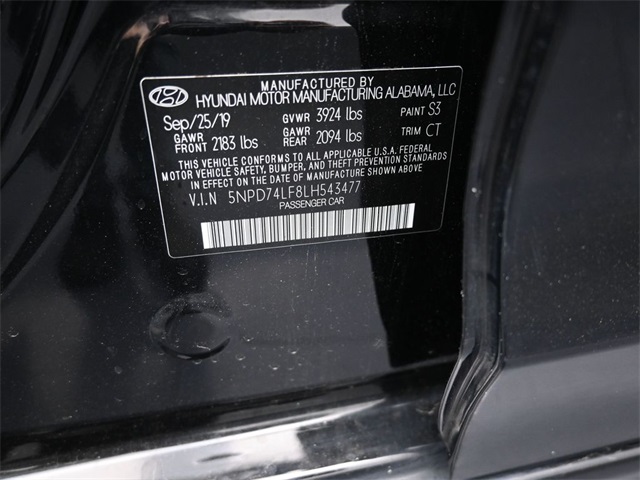 MANUFACTURED BY
HYUNDAI MOTOR MANUFACTURING ALABAMA, LLC
Sep/25/19 GVWR 3924 lbs PAINT S3
GAWR FRONT 2183 lbs GAWR REAR 2094 lbs TRIM CT
THIS VEHICLE CONFORMS TO ALL APPLICABLE U.S.A. FEDERAL
MOTOR VEHICLE SAFETY, BUMPER, AND THEFT PREVENTION STANDARDS
IN EFFECT ON THE DATE OF MANUFACTURE SHOWN ABOVE
V.I.N 5NPD74LF8LH543477
PASSENGER CAR